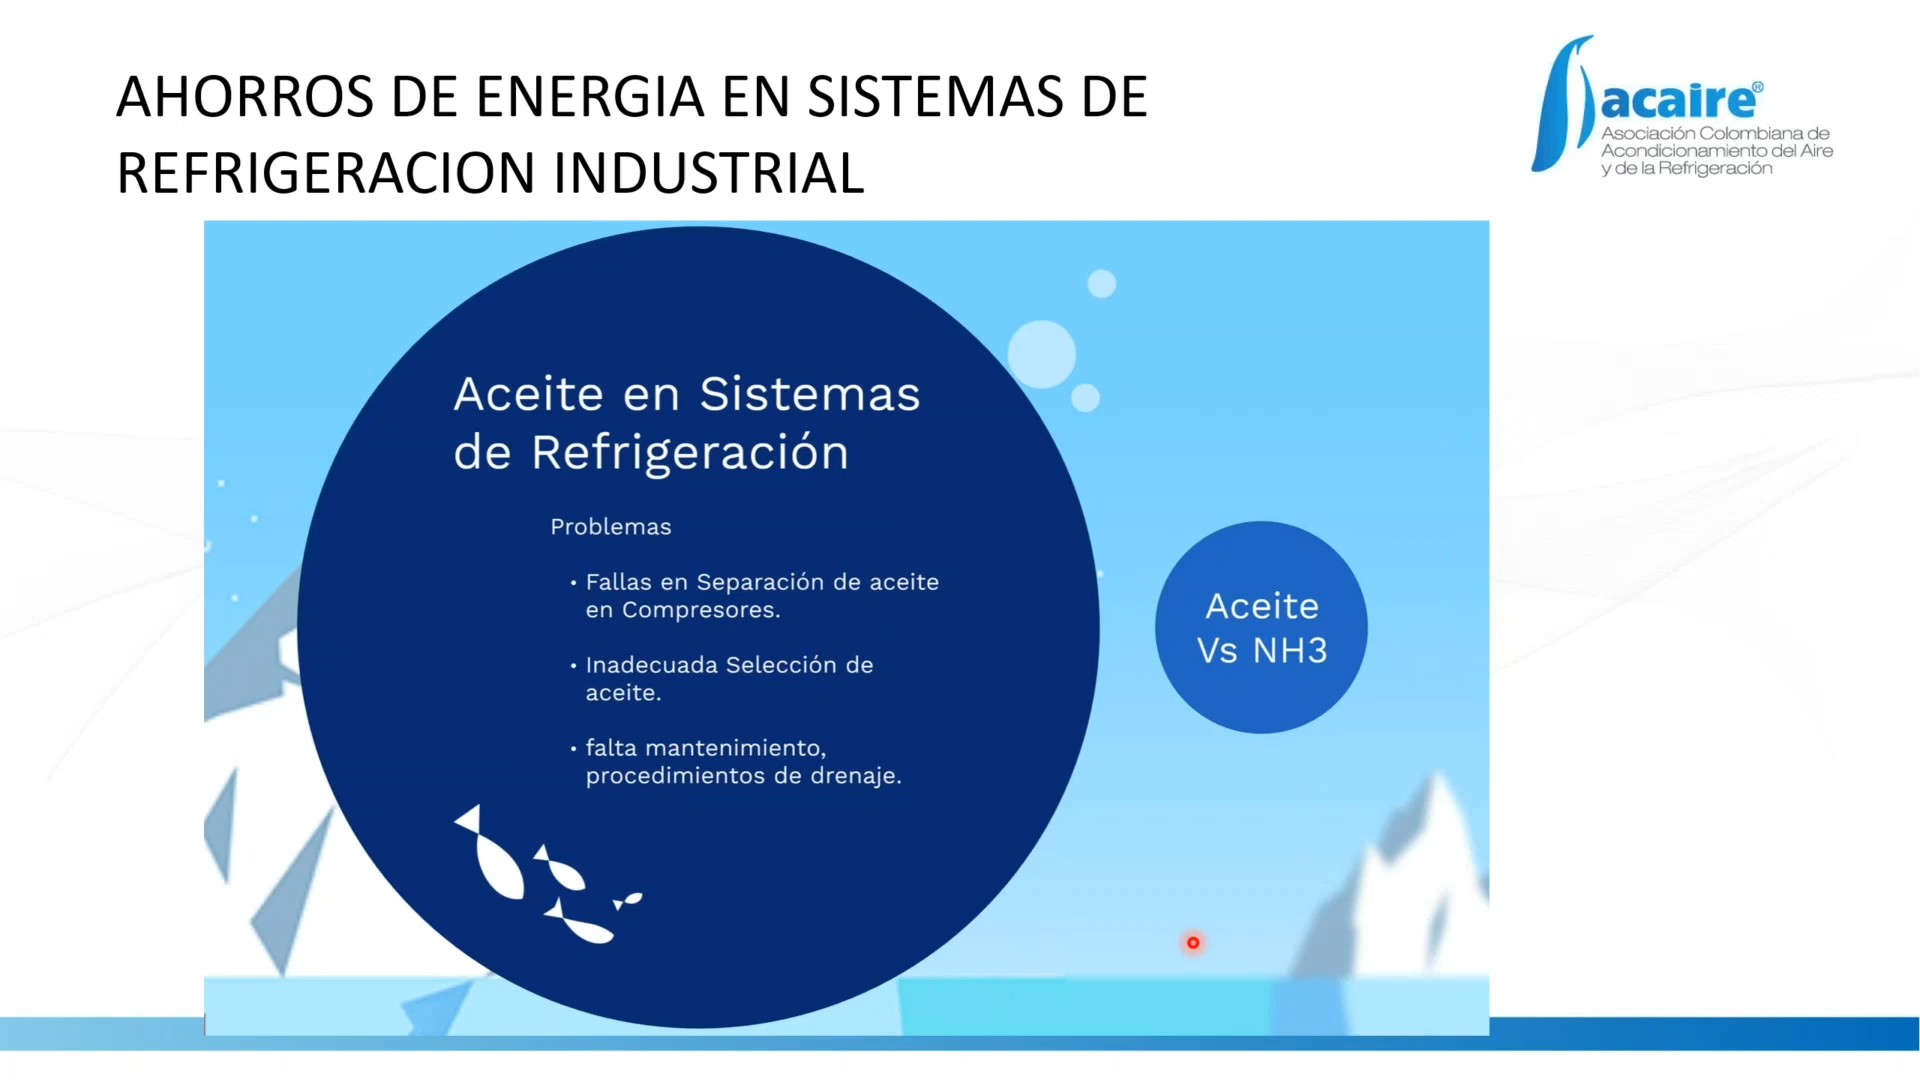 AHORROS DE ENERGIA EN SISTEMAS DE
REFRIGERACION INDUSTRIAL
acaire®
Asociación Colombiana de
Acondicionamiento del Aire
y de la Refrigeración
Aceite en Sistemas
de Refrigeración
Problemas
• Fallas en Separación de aceite
en Compresores.
• Inadecuada Selección de
aceite.
• falta mantenimiento,
procedimientos de drenaje.
Aceite
Vs NH3